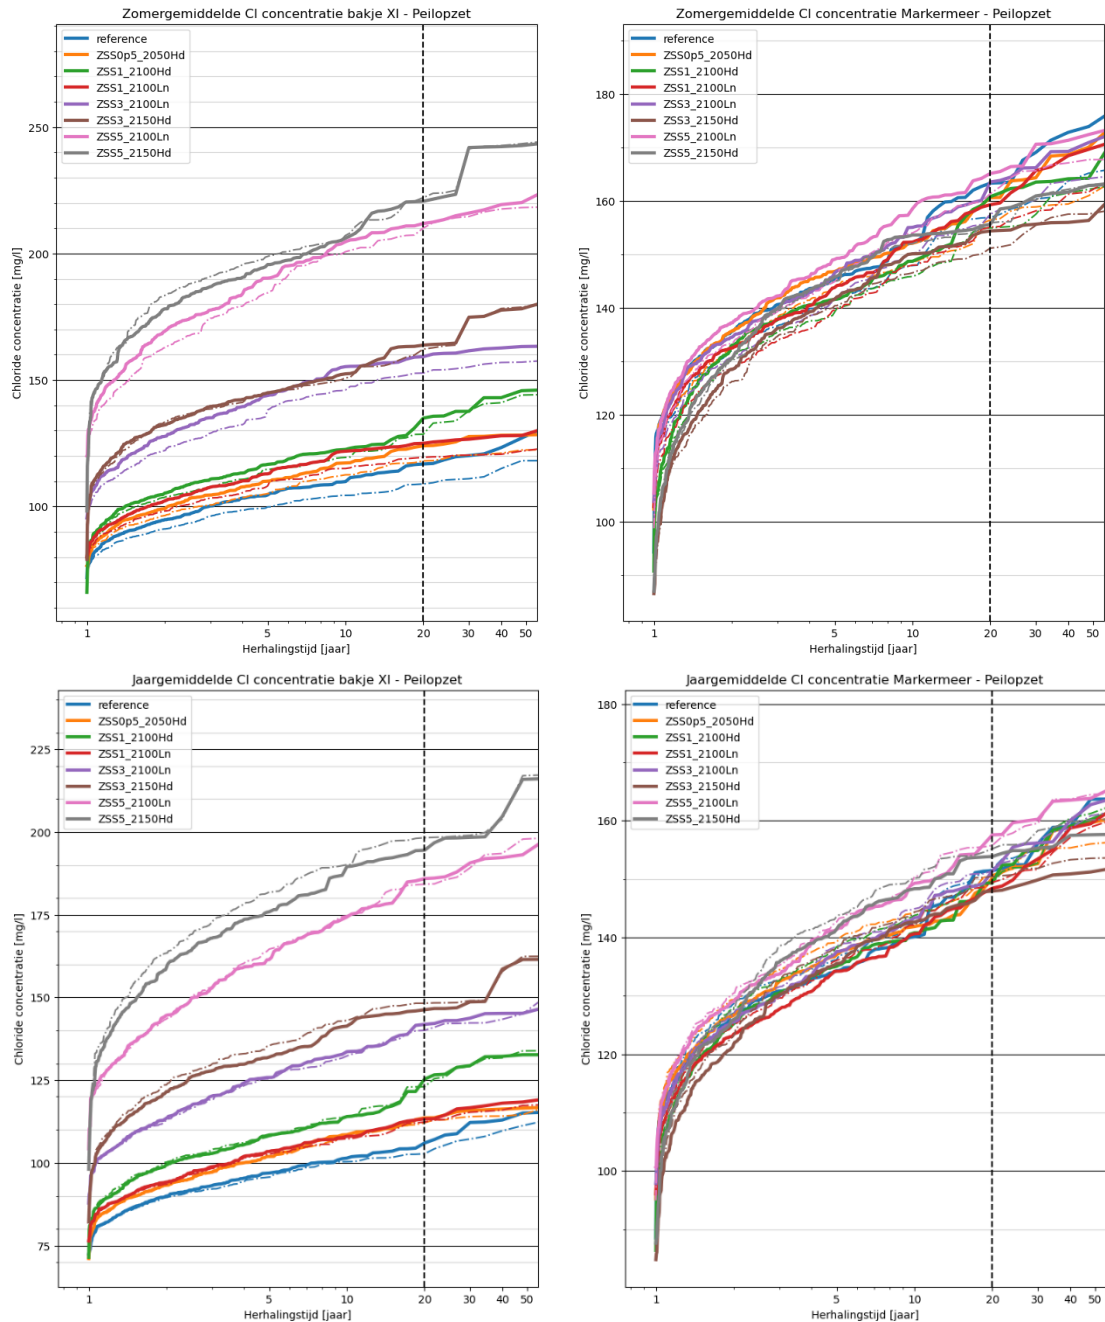 Zomergemiddelde Cl concentratie bakje XI - Peilopzet
reference
ZSS0p5_2050Hd
ZSS1_2100Hd
ZSS1_2100Ln
ZSS3_2100Ln
ZSS3_2150Hd
ZSS5_2100Ln
ZSS5_2150Hd
Chloride concentratie [mg/l]
250
200
150
100
1 5 10 20 30 40 50
Herhalingstijd [jaar]
Zomergemiddelde Cl concentratie Markermeer - Peilopzet
reference
ZSS0p5_2050Hd
ZSS1_2100Hd
ZSS1_2100Ln
ZSS3_2100Ln
ZSS3_2150Hd
ZSS5_2100Ln
ZSS5_2150Hd
Chloride concentratie [mg/l]
180
160
140
120
100
1 5 10 20 30 40 50
Herhalingstijd [jaar]
Jaargemiddelde Cl concentratie bakje XI - Peilopzet
reference
ZSS0p5_2050Hd
ZSS1_2100Hd
ZSS1_2100Ln
ZSS3_2100Ln
ZSS3_2150Hd
ZSS5_2100Ln
ZSS5_2150Hd
Chloride concentratie [mg/l]
225
200
175
150
125
100
75
1 5 10 20 30 40 50
Herhalingstijd [jaar]
Jaargemiddelde Cl concentratie Markermeer - Peilopzet
reference
ZSS0p5_2050Hd
ZSS1_2100Hd
ZSS1_2100Ln
ZSS3_2100Ln
ZSS3_2150Hd
ZSS5_2100Ln
ZSS5_2150Hd
Chloride concentratie [mg/l]
180
160
140
120
100
1 5 10 20 30 40 50
Herhalingstijd [jaar]